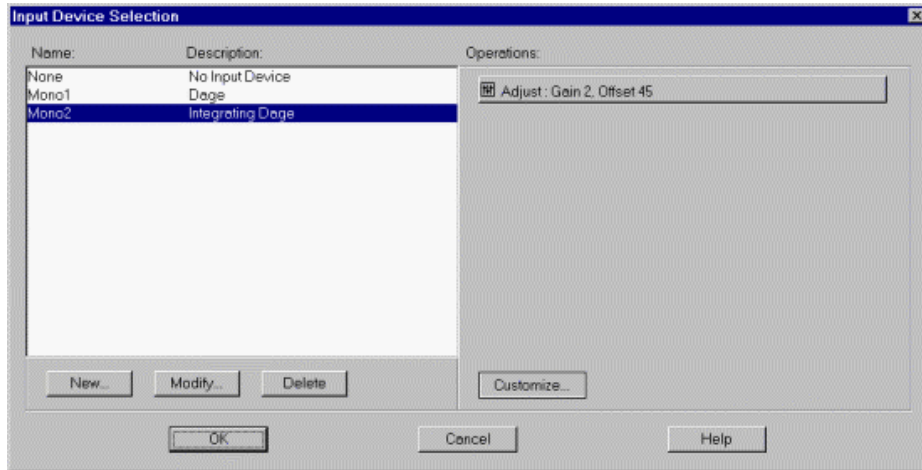 Input Device Selection
Name: Description: Operations:
None No Input Device
Mono1 Dage
Mono2 Integrating Dage
Adjust : Gain 2, Offset 45
New... Modify... Delete
Customize...
OK Cancel Help